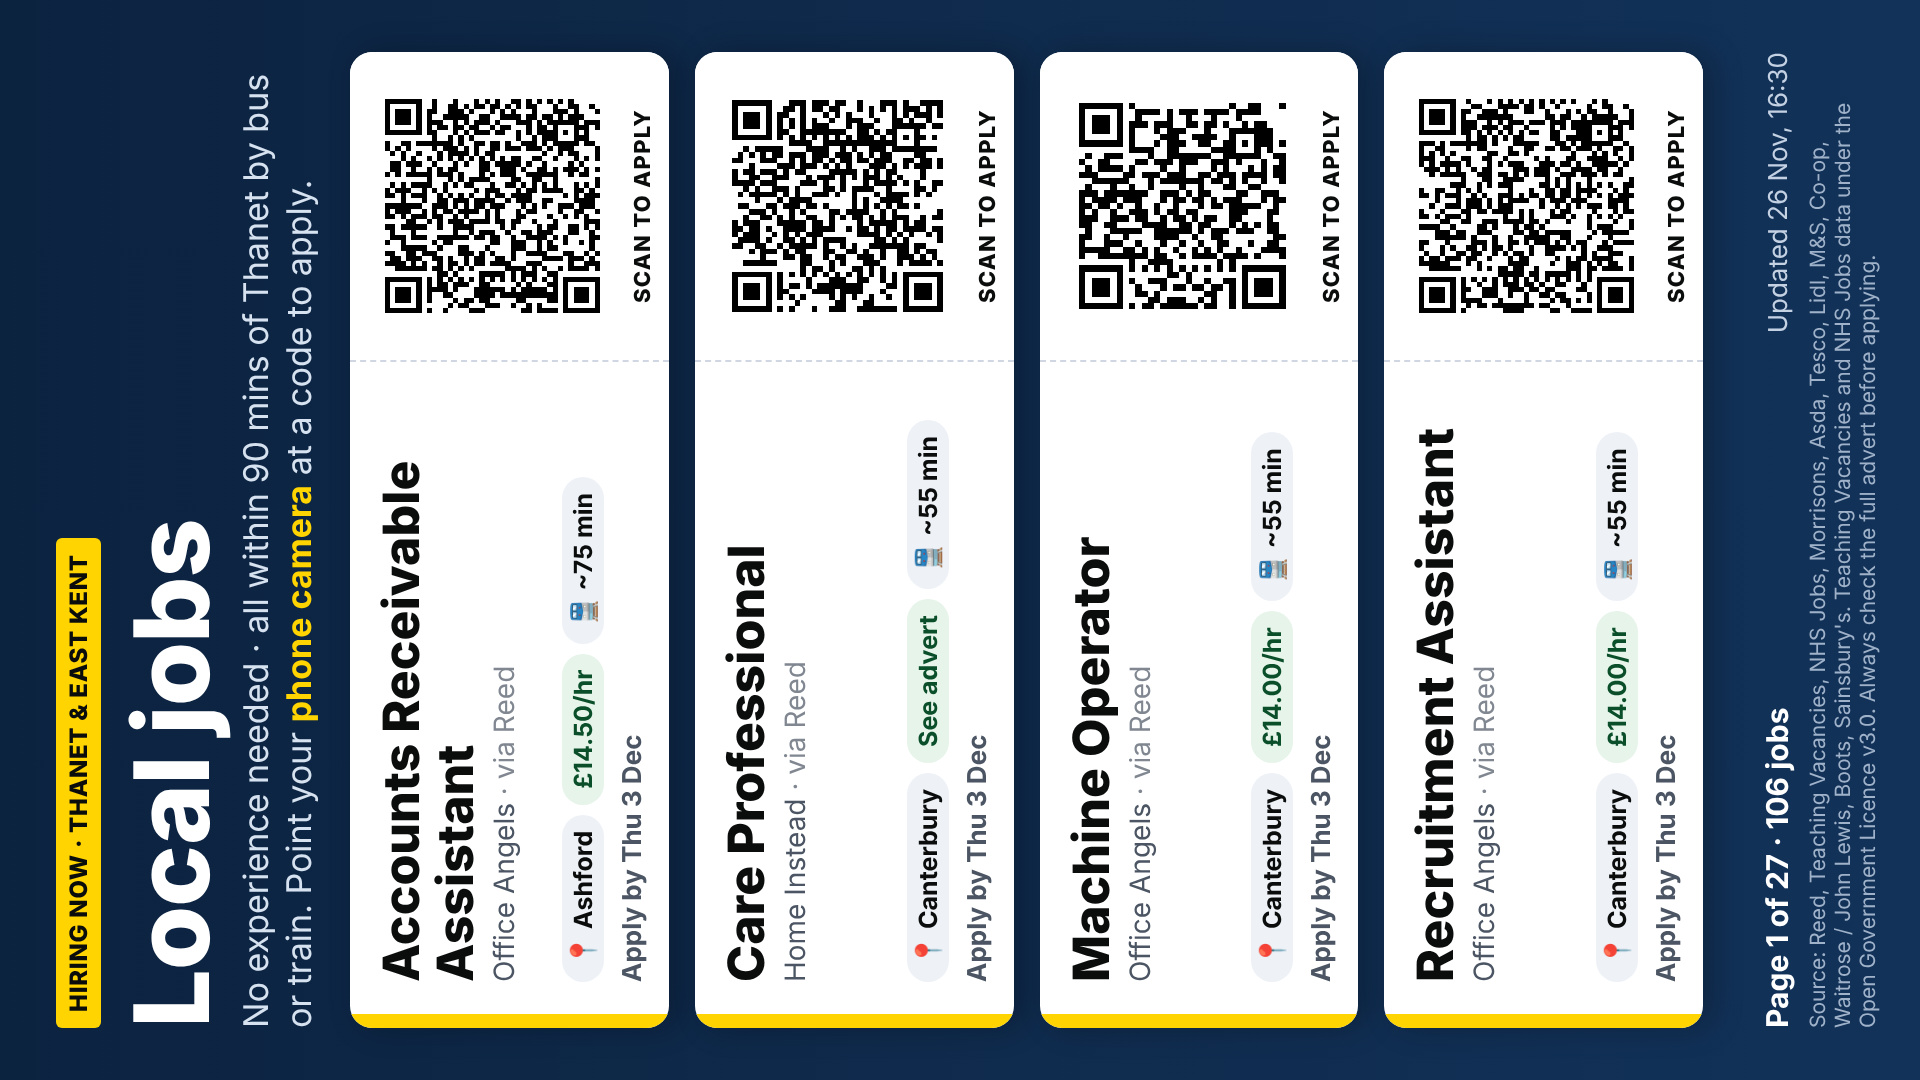 HIRING NOW · THANET & EAST KENT
Local jobs
No experience needed · all within 90 mins of Thanet by bus
or train. Point your phone camera at a code to apply.
Accounts Receivable
Assistant
Office Angels · via Reed
📍 Ashford £14.50/hr 🚆 ~75 min
Apply by Thu 3 Dec
SCAN TO APPLY
Care Professional
Home Instead · via Reed
📍 Canterbury See advert 🚆 ~55 min
Apply by Thu 3 Dec
SCAN TO APPLY
Machine Operator
Office Angels · via Reed
📍 Canterbury £14.00/hr 🚆 ~55 min
Apply by Thu 3 Dec
SCAN TO APPLY
Recruitment Assistant
Office Angels · via Reed
📍 Canterbury £14.00/hr 🚆 ~55 min
Apply by Thu 3 Dec
SCAN TO APPLY
Page 1 of 27 · 106 jobs
Updated 26 Nov, 16:30
Source: Reed, Teaching Vacancies, NHS Jobs, Morrisons, Asda, Tesco, Lidl, M&S, Co-op,
Waitrose / John Lewis, Boots, Sainsbury's. Teaching Vacancies and NHS Jobs data under the
Open Government Licence v3.0. Always check the full advert before applying.